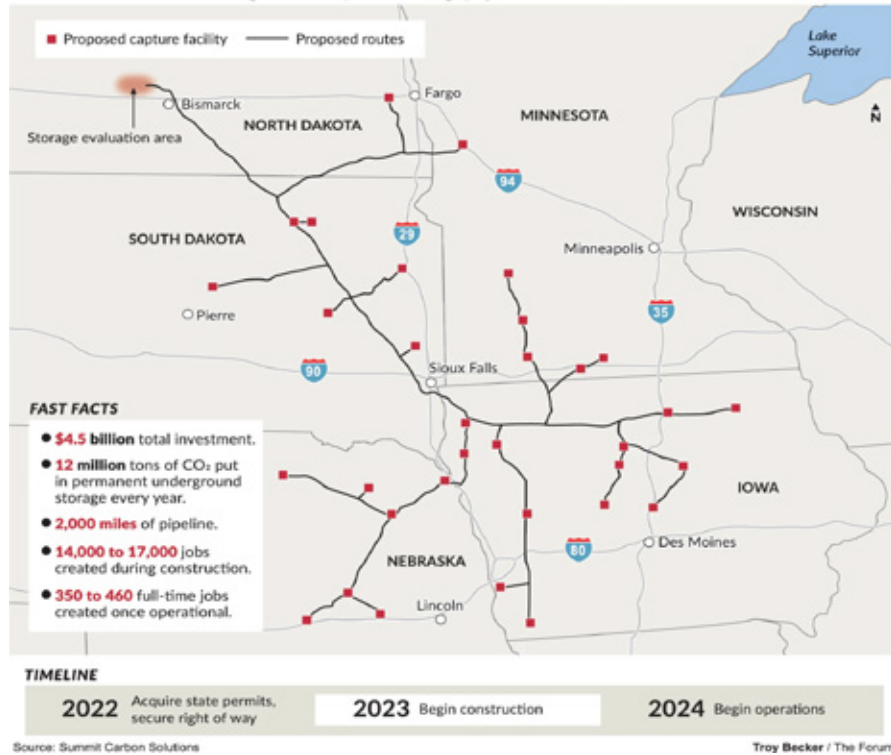 Proposed capture facility
Proposed routes
Lake
Superior
N
Bismarck
Fargo
Storage evaluation area
NORTH DAKOTA
MINNESOTA
94
WISCONSIN
SOUTH DAKOTA
29
Minneapolis
Pierre
35
90
Sioux Falls
FAST FACTS
$4.5 billion total investment.
12 million tons of CO₂ put
in permanent underground
storage every year.
2,000 miles of pipeline.
14,000 to 17,000 jobs
created during construction.
350 to 460 full-time jobs
created once operational.
IOWA
80
Des Moines
NEBRASKA
Lincoln
TIMELINE
2022 Acquire state permits,
secure right of way
2023 Begin construction
2024 Begin operations
Source: Summit Carbon Solutions
Troy Becker / The Forum